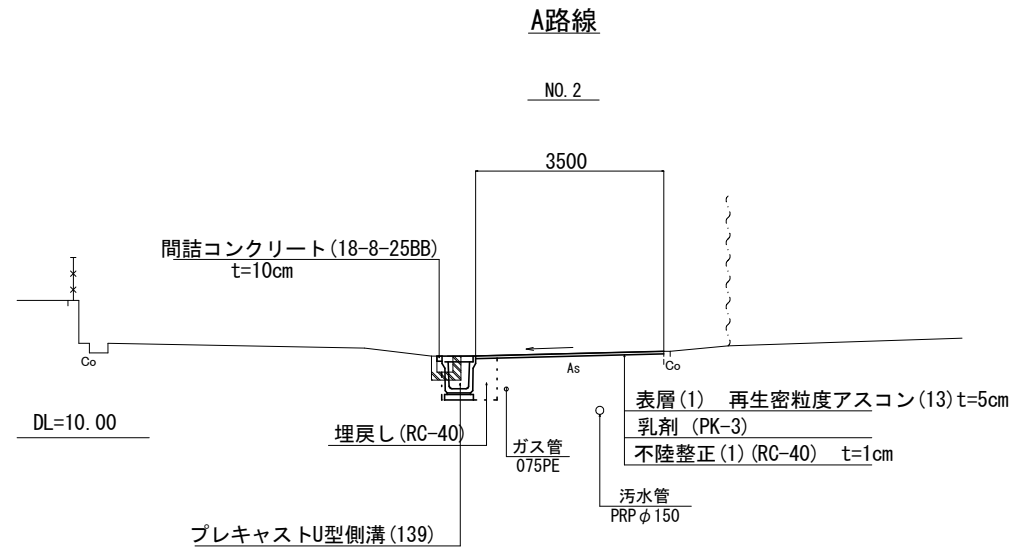 A路線
NO. 2
3500
間詰コンクリート(18-8-25BB)
t=10cm
Co
As
Co
DL=10.00
埋戻し(RC-40)
ガス管
075PE
表層(1) 再生密粒度アスコン(13)t=5cm
乳剤 (PK-3)
不陸整正(1)(RC-40) t=1cm
汚水管
PRPφ150
プレキャストU型側溝(139)